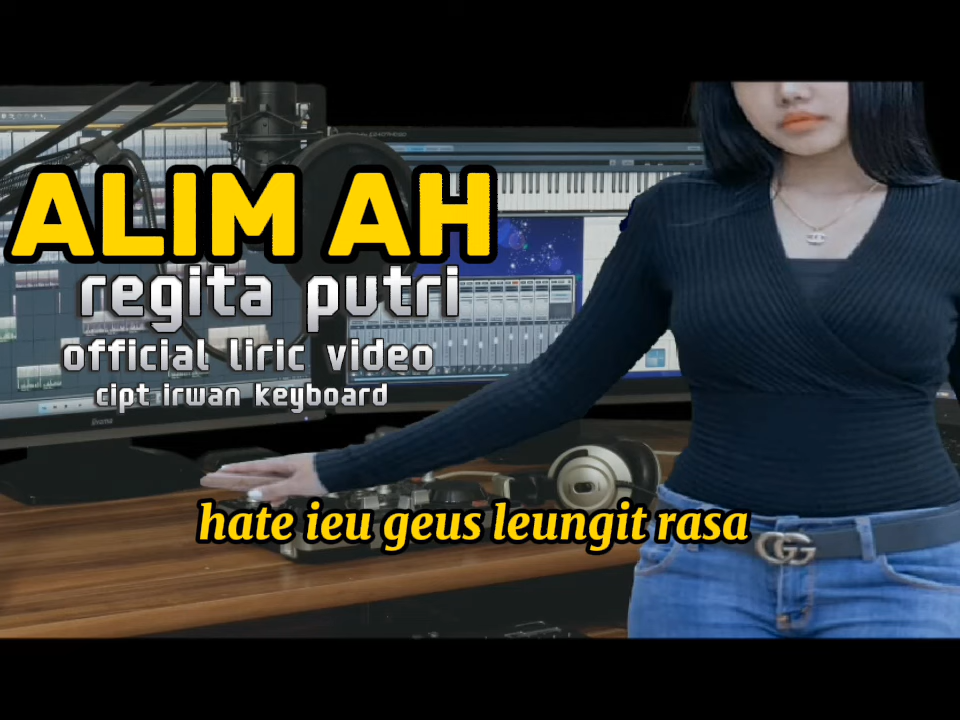 ALIM AH
regita putri
official liric video
cipt irwan keyboard
hate ieu geus leungit rasa